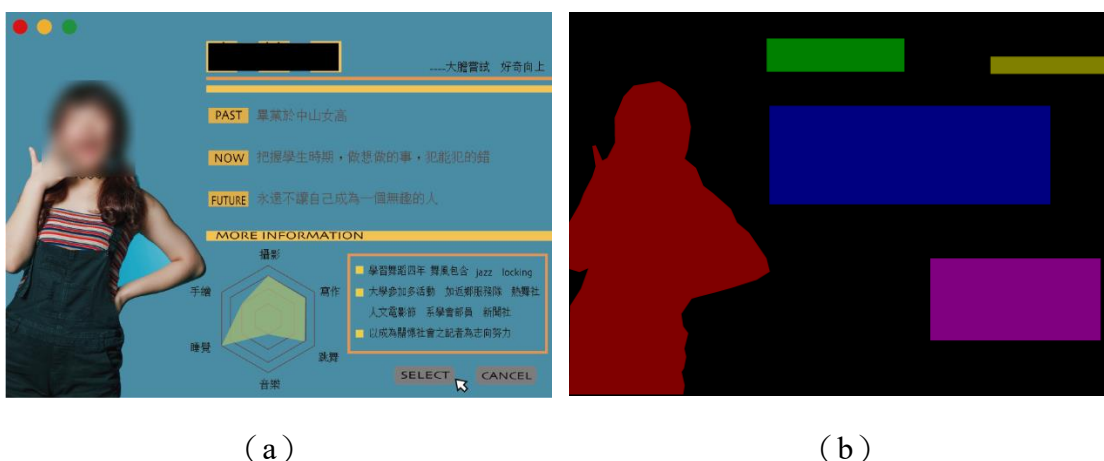 ----大膽嘗試 好奇向上
PAST 畢業於中山女高
NOW 把握學生時期，做想做的事，犯能犯的錯
FUTURE 永遠不讓自己成為一個無趣的人
MORE INFORMATION
攝影
手繪
寫作
睡覺
跳舞
音樂
學習舞蹈四年 舞風包含 jazz locking
大學參加多活動 加返鄉服務隊 熱舞社
人文電影節 系學會部員 新聞社
以成為關懷社會之記者為志向努力
SELECT CANCEL
（a）
（b）